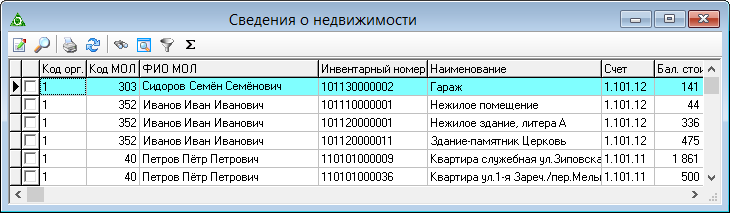 Сведения о недвижимости
Σ
Код орг. Код МОЛ ФИО МОЛ Инвентарный номер Наименование Счет Бал. стои
1 303 Сидоров Семён Семёнович 101130000002 Гараж 1.101.12 141
1 352 Иванов Иван Иванович 101110000001 Нежилое помещение 1.101.12 44
1 352 Иванов Иван Иванович 101120000001 Нежилое здание, литера А 1.101.12 336
1 352 Иванов Иван Иванович 101120000011 Здание-памятник Церковь 1.101.12 475
1 40 Петров Пётр Петрович 110101000009 Квартира служебная ул.Зиповска 1.101.11 1 861
1 40 Петров Пётр Петрович 110101000036 Квартира ул.1-я Зареч./пер.Мель 1.101.11 500